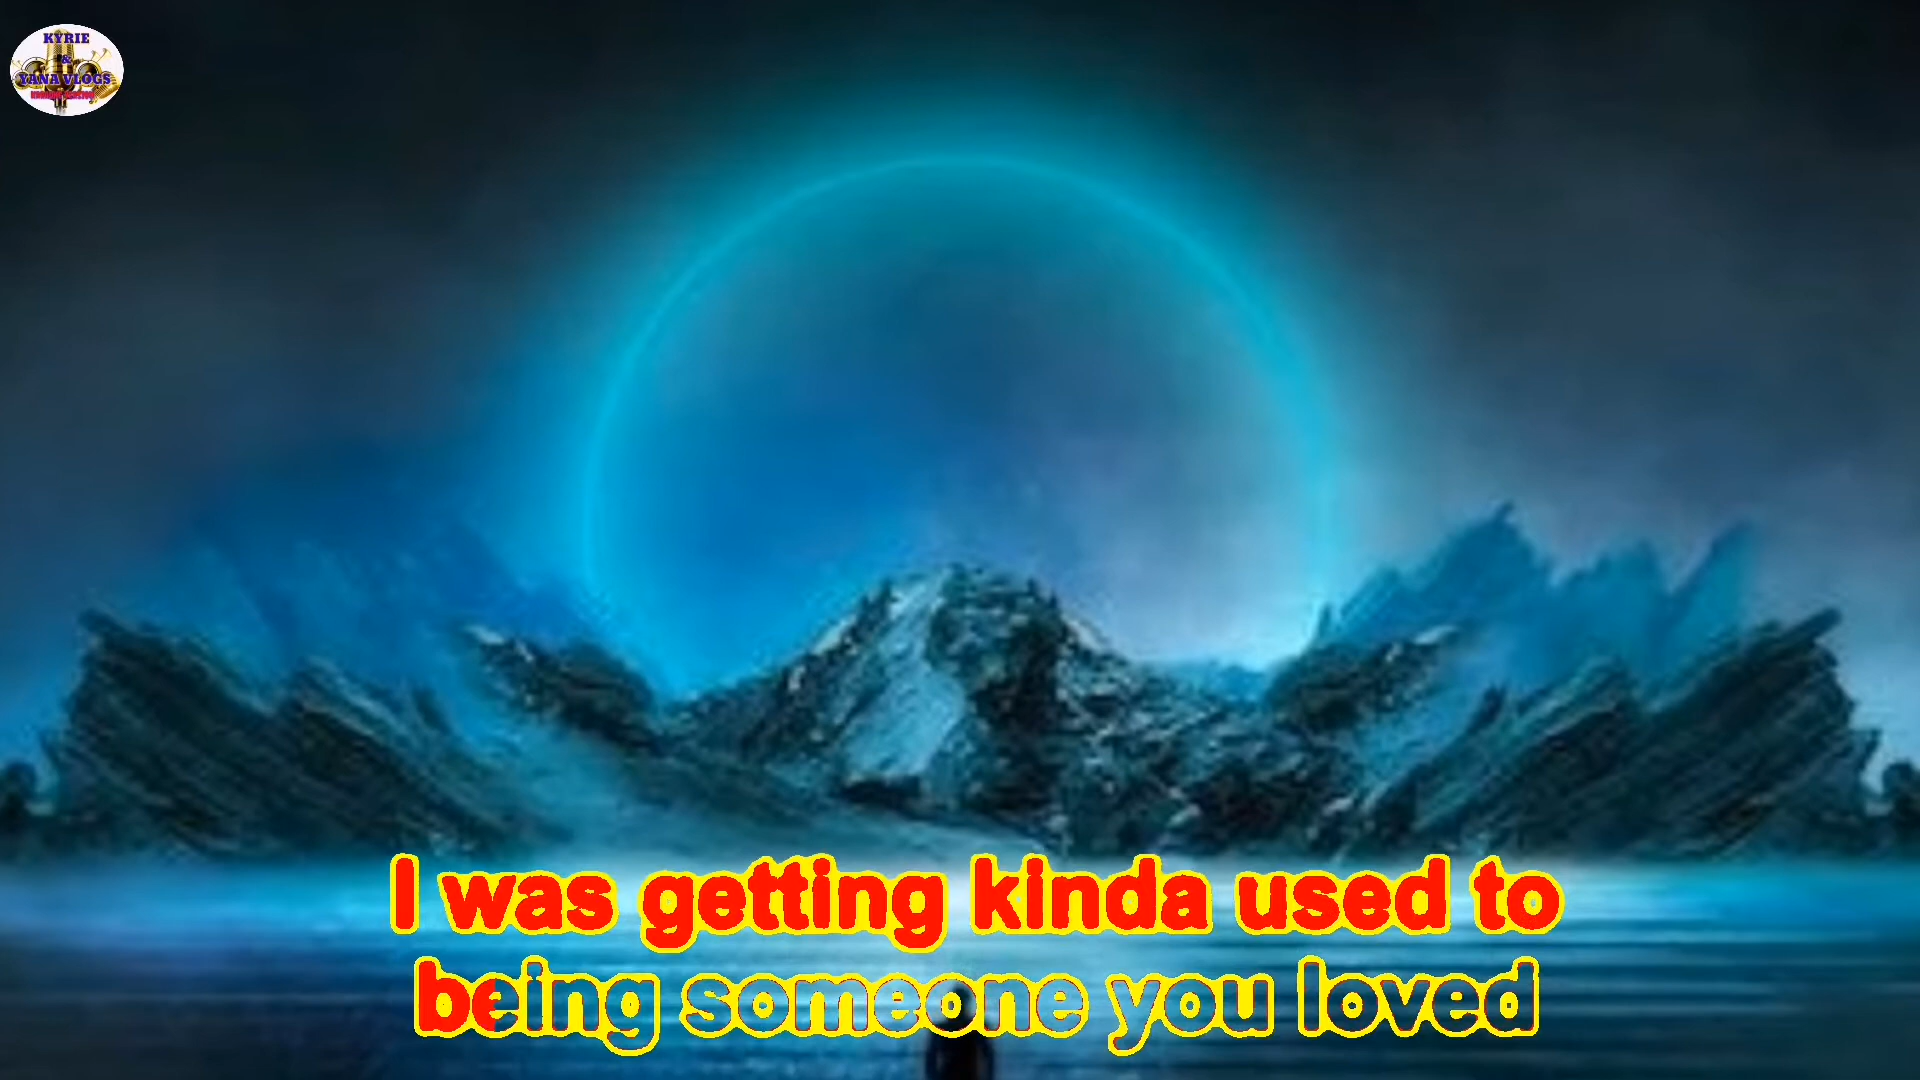 KYRIE
&
YANA VLOGS
I was getting kinda used to
being someone you loved